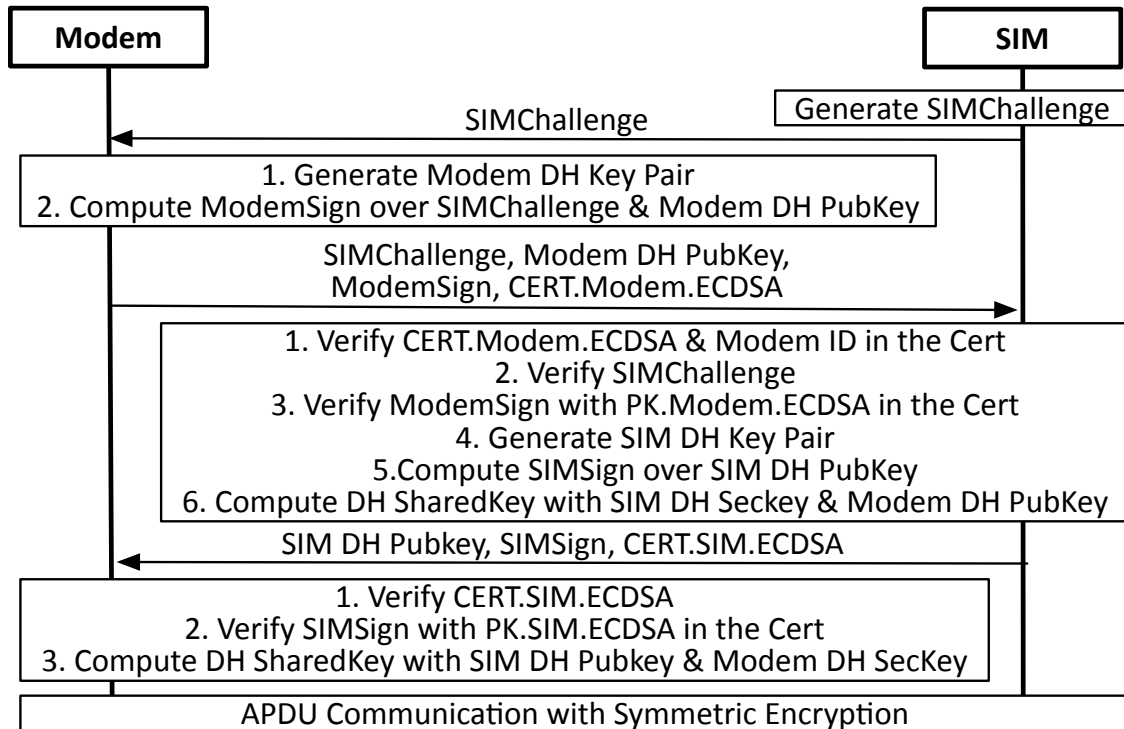 Modem
SIM
Generate SIMChallenge
SIMChallenge
1. Generate Modem DH Key Pair
2. Compute ModemSign over SIMChallenge & Modem DH PubKey
SIMChallenge, Modem DH PubKey,
ModemSign, CERT.Modem.ECDSA
1. Verify CERT.Modem.ECDSA & Modem ID in the Cert
2. Verify SIMChallenge
3. Verify ModemSign with PK.Modem.ECDSA in the Cert
4. Generate SIM DH Key Pair
5.Compute SIMSign over SIM DH PubKey
6. Compute DH SharedKey with SIM DH Seckey & Modem DH PubKey
SIM DH Pubkey, SIMSign, CERT.SIM.ECDSA
1. Verify CERT.SIM.ECDSA
2. Verify SIMSign with PK.SIM.ECDSA in the Cert
3. Compute DH SharedKey with SIM DH Pubkey & Modem DH SecKey
APDU Communication with Symmetric Encryption